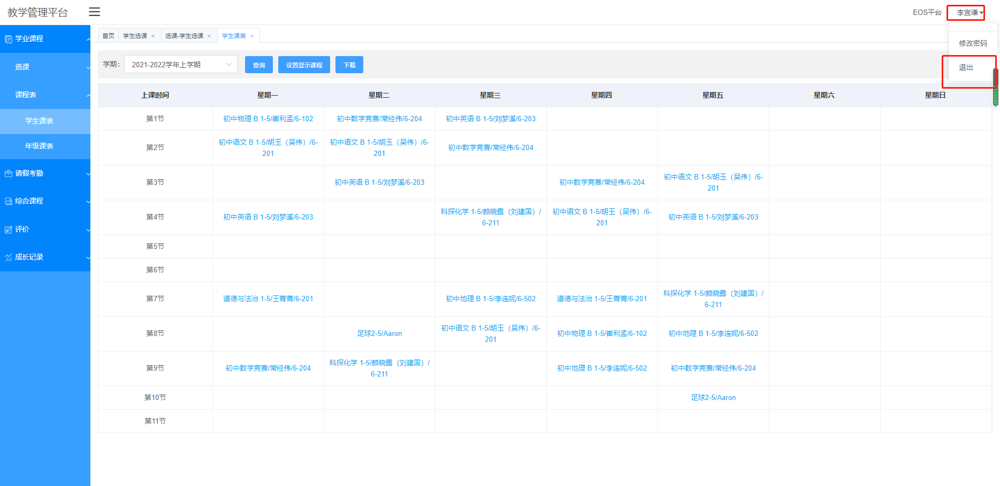 教学管理平台
EOS平台
李宜谦
修改密码
退出
学业课程
选课
课程表
学生课表
年级课表
请假考勤
综合课程
评价
成长记录
首页 学生选课 × 选课-学生选课 × 学生课表 ×
学期： 2021-2022学年上学期 查询 设置显示课程 下载
上课时间 星期一 星期二 星期三 星期四 星期五 星期六 星期日
第1节 初中物理 B 1-5/崔利孟/6-102 初中数学竞赛/常经伟/6-204 初中英语 B 1-5/刘梦溪/6-203
第2节 初中语文 B 1-5/胡玉（吴伟）/6-
201 初中语文 B 1-5/胡玉（吴伟）/6-
201 初中数学竞赛/常经伟/6-204
第3节 初中英语 B 1-5/刘梦溪/6-203 初中数学竞赛/常经伟/6-204 初中语文 B 1-5/胡玉（吴伟）/6-
201
第4节 初中英语 B 1-5/刘梦溪/6-203 科探化学 1-5/颜晓露（刘建国）/
6-211 初中语文 B 1-5/胡玉（吴伟）/6-
201 初中英语 B 1-5/刘梦溪/6-203
第5节
第6节
第7节 道德与法治 1-5/王菁菁/6-201 初中地理 B 1-5/李连妮/6-502 道德与法治 1-5/王菁菁/6-201 科探化学 1-5/颜晓露（刘建国）/
6-211
第8节 足球2-5/Aaron 初中语文 B 1-5/胡玉（吴伟）/6-
201 初中物理 B 1-5/崔利孟/6-102 初中地理 B 1-5/李连妮/6-502
第9节 初中数学竞赛/常经伟/6-204 科探化学 1-5/颜晓露（刘建国）/
6-211 初中地理 B 1-5/李连妮/6-502 初中数学竞赛/常经伟/6-204
第10节 足球2-5/Aaron
第11节